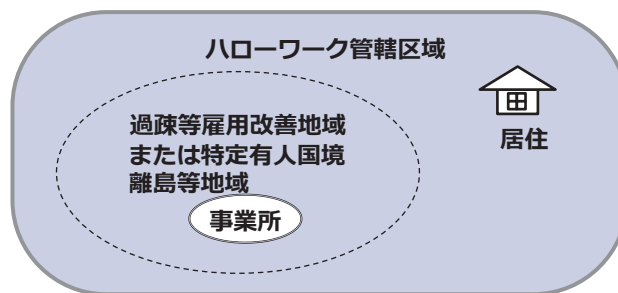 ハローワーク管轄区域
過疎等雇用改善地域
または特定有人国境
離島等地域
事業所
居住